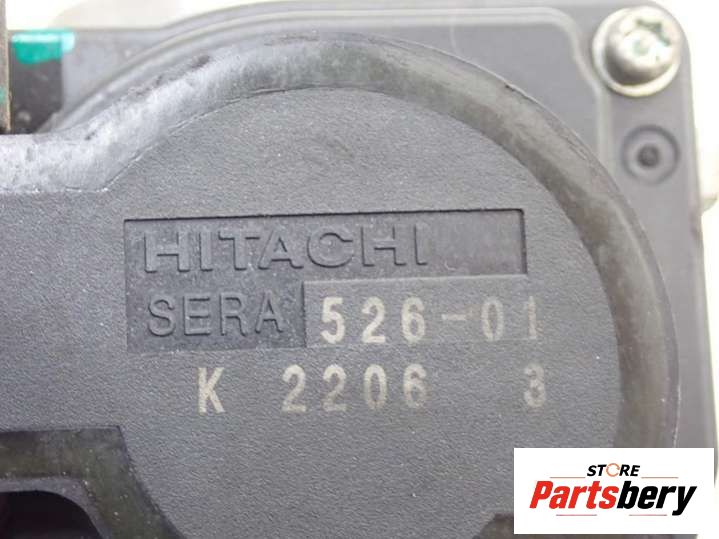 HITACHI
SERA 526-01
K 2206 3
STORE
Partsbery